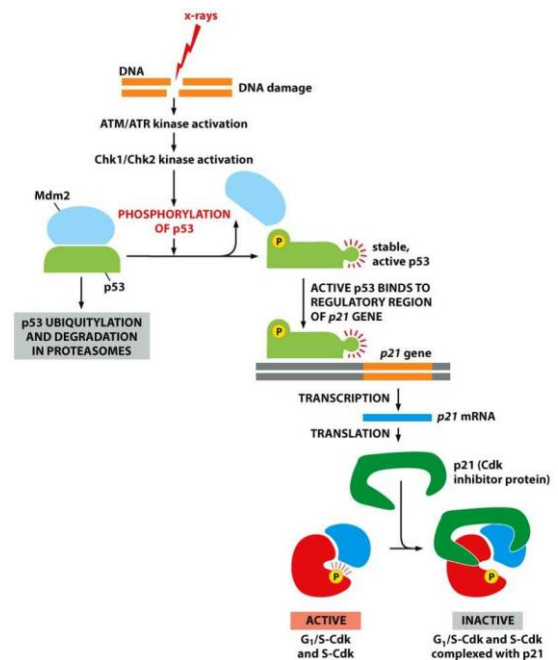 x-rays
DNA
DNA damage
ATM/ATR kinase activation
Chk1/Chk2 kinase activation
Mdm2
PHOSPHORYLATION
OF p53
P
stable,
active p53
p53
ACTIVE p53 BINDS TO
REGULATORY REGION
OF p21 GENE
p53 UBIQUITYLATION
AND DEGRADATION
IN PROTEASOMES
P
p21 gene
TRANSCRIPTION
p21 mRNA
TRANSLATION
p21 (Cdk
inhibitor protein)
P
P
ACTIVE
INACTIVE
G₁/S-Cdk
and S-Cdk
G₁/S-Cdk and S-Cdk
complexed with p21